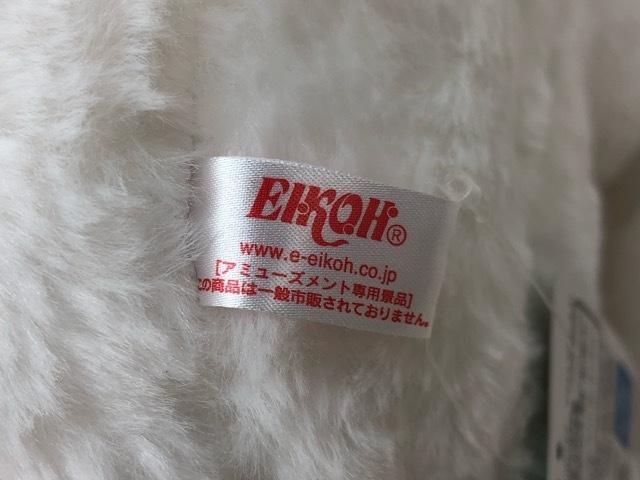 EIKOH®
www.e-eikoh.co.jp
[アミューズメント専用景品]
この商品は一般市販されておりません。